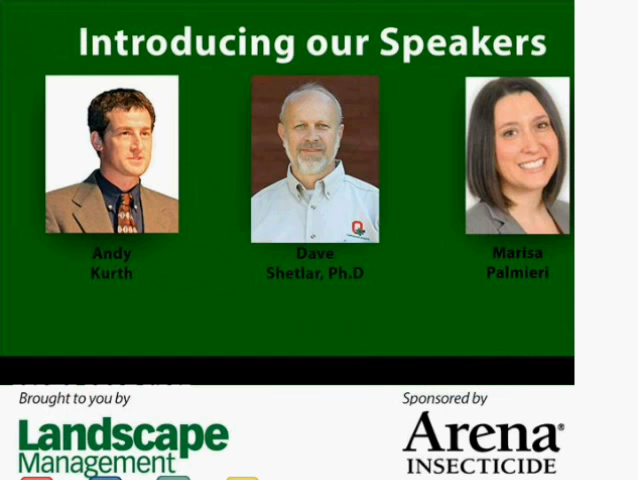 Introducing our Speakers
Andy
Kurth
Dave
Shetlar, Ph.D
Marisa
Palmieri
Brought to you by
Sponsored by
Landscape
Management
Arena®
INSECTICIDE